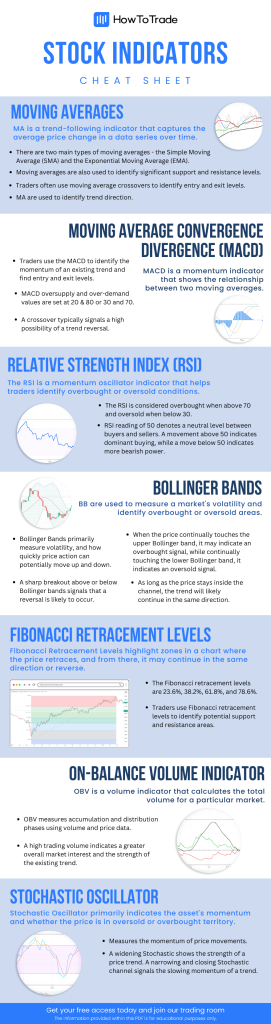 HowToTrade
STOCK INDICATORS
CHEAT SHEET
MOVING AVERAGES
MA is a trend-following indicator that captures the
average price change in a data series over time.
• There are two main types of moving averages - the Simple Moving
Average (SMA) and the Exponential Moving Average (EMA).
• Moving averages are also used to identify significant support and resistance levels.
• Traders often use moving average crossovers to identify entry and exit levels.
• MA are used to identify trend direction.
MOVING AVERAGE CONVERGENCE
DIVERGENCE (MACD)
MACD is a momentum indicator
that shows the relationship
between two moving averages.
• Traders use the MACD to identify the
momentum of an existing trend and
find entry and exit levels.
• MACD oversupply and over-demand
values are set at 20 & 80 or 30 and 70.
• A crossover typically signals a high
possibility of a trend reversal.
RELATIVE STRENGTH INDEX (RSI)
The RSI is a momentum oscillator indicator that helps
traders identify overbought or oversold conditions.
• The RSI is considered overbought when above 70
and oversold when below 30.
• RSI reading of 50 denotes a neutral level between
buyers and sellers. A movement above 50 indicates
dominant buying, while a move below 50 indicates
more bearish power.
BOLLINGER BANDS
BB are used to measure a market's volatility and
identify overbought or oversold areas.
• Bollinger Bands primarily
measure volatility, and how
quickly price action can
potentially move up and down.
• A sharp breakout above or below
Bollinger bands signals that a
reversal is likely to occur.
• When the price continually touches the
upper Bollinger band, it may indicate an
overbought signal, while continually
touching the lower Bollinger band, it
indicates an oversold signal.
• As long as the price stays inside the
channel, the trend will likely
continue in the same direction.
FIBONACCI RETRACEMENT LEVELS
Fibonacci Retracement Levels highlight zones in a chart where
the price retraces, and from there, it may continue in the same
direction or reverse.
• The Fibonacci retracement levels
are 23.6%, 38.2%, 61.8%, and 78.6%.
• Traders use Fibonacci retracement
levels to identify potential support
and resistance areas.
ON-BALANCE VOLUME INDICATOR
OBV is a volume indicator that calculates the total
volume for a particular market.
• OBV measures accumulation and distribution
phases using volume and price data.
• A high trading volume indicates a greater
overall market interest and the strength of
the existing trend.
STOCHASTIC OSCILLATOR
Stochastic Oscillator primarily indicates the asset's momentum
and whether the price is in oversold or overbought territory.
• Measures the momentum of price movements.
• A widening Stochastic shows the strength of a
price trend. A narrowing and closing Stochastic
channel signals the slowing momentum of a trend.
Get your free access today and join our trading room
The information provided within this PDF is for educational purposes only.